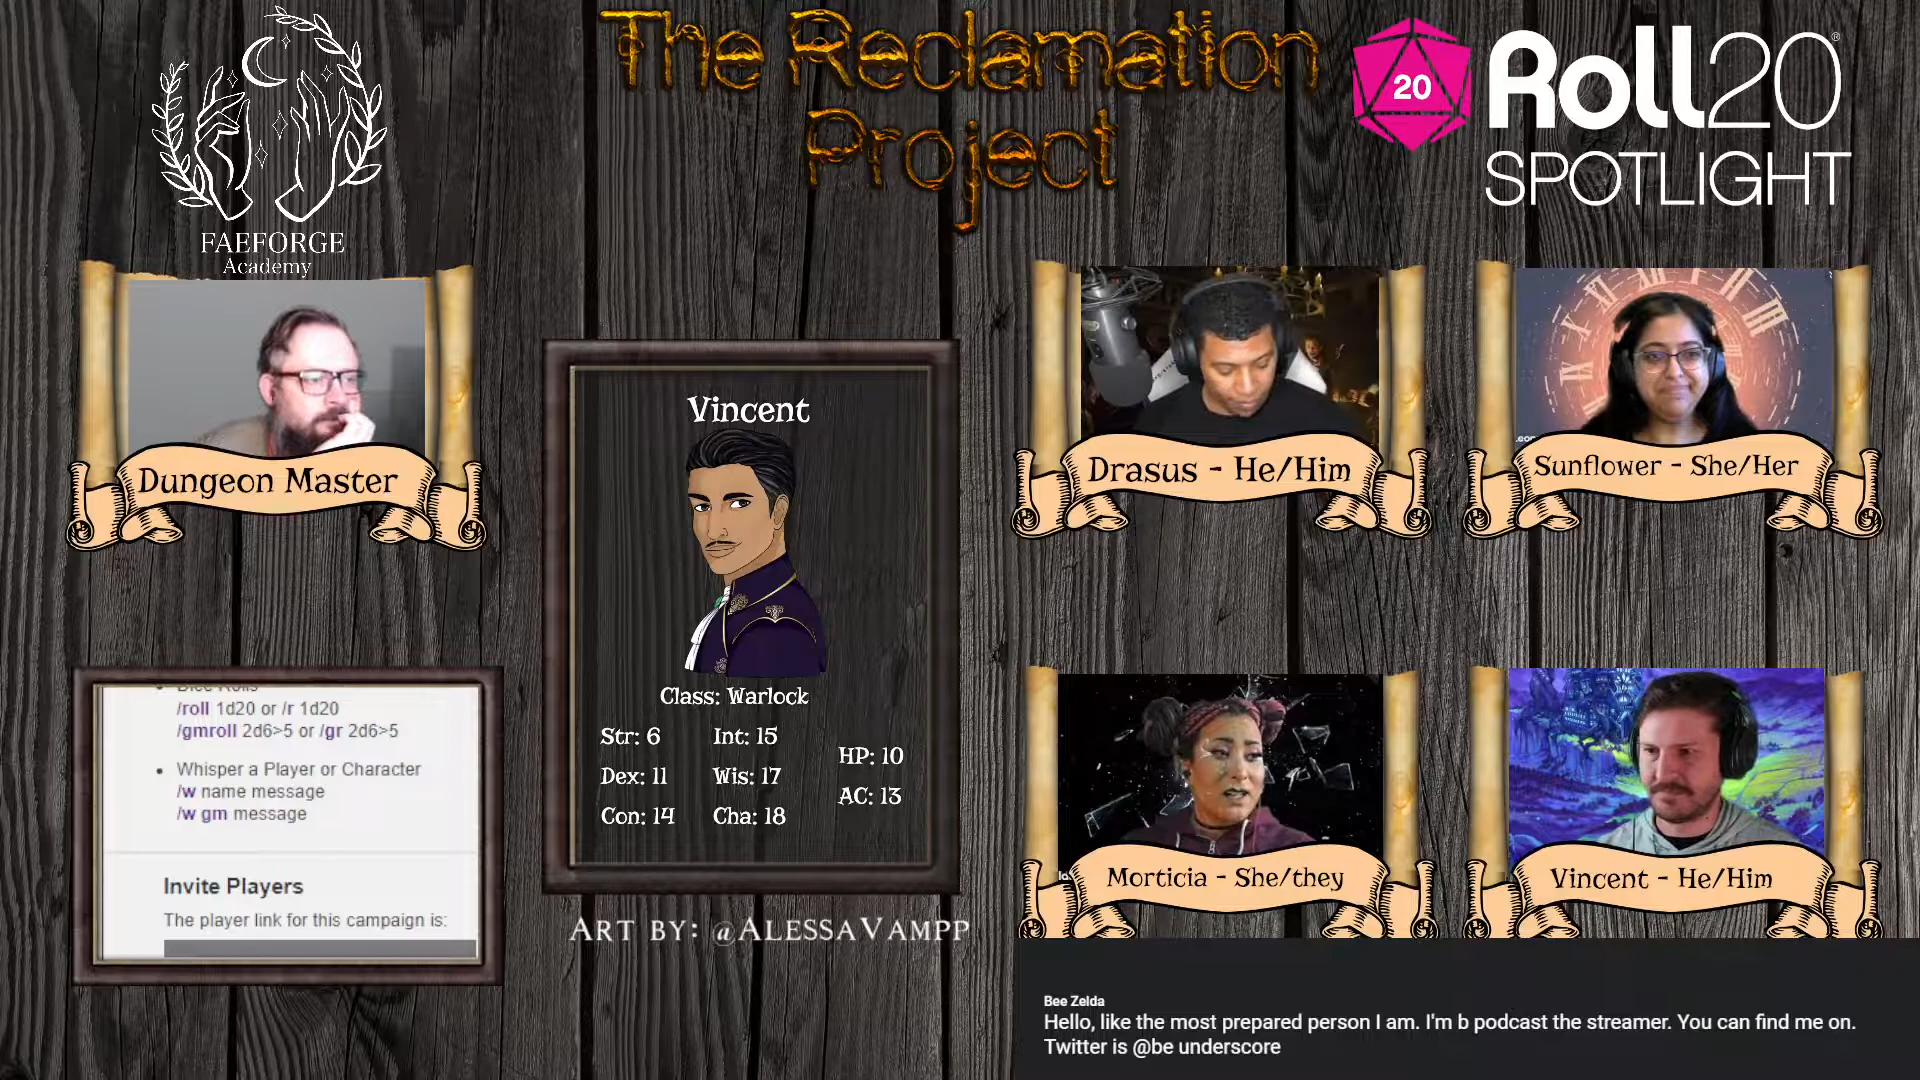 The Reclamation
Project
20
Roll20®
SPOTLIGHT
FAEFORGE
Academy
Dungeon Master
Drasus - He/Him
Sunflower - She/Her
Vincent
Class: Warlock
Str: 6 Int: 15
HP: 10
Dex: 11 Wis: 17
AC: 13
Con: 14 Cha: 18
ART BY: @ALESSAVAMPP
Morticia - She/they
Vincent - He/Him
Dice Rolls
/roll 1d20 or /r 1d20
/gmroll 2d6>5 or /gr 2d6>5
• Whisper a Player or Character
/w name message
/w gm message
Invite Players
The player link for this campaign is:
Bee Zelda
Hello, like the most prepared person I am. I'm b podcast the streamer. You can find me on.
Twitter is @be underscore